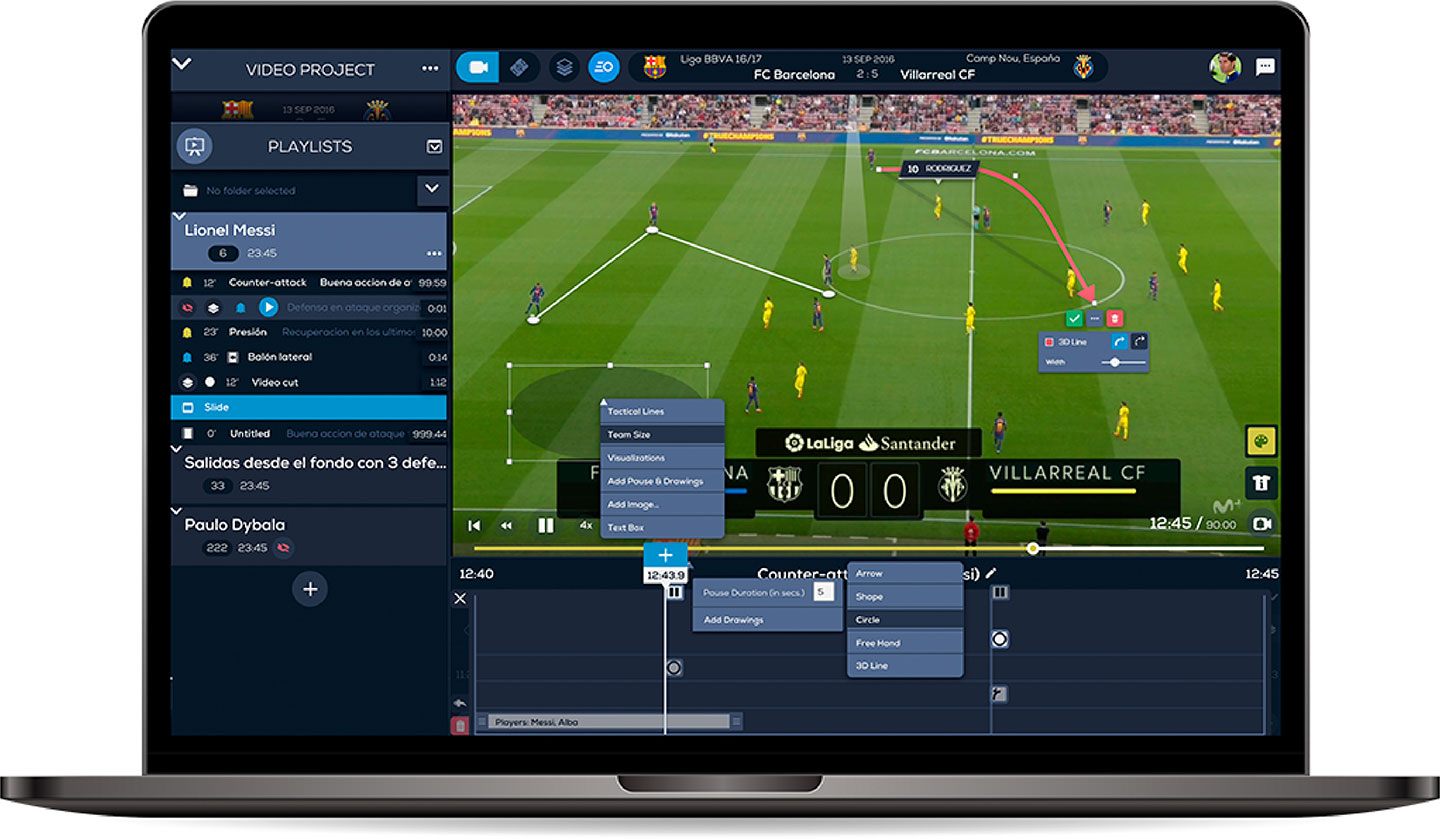 VIDEO PROJECT
13 SEP 2016
PLAYLISTS
No folder selected
Lionel Messi
6 23:45
12' Counter-attack Buena accion de a 99:59
Defensa en ataque organiz 0:01
23' Presión Recuperacion en los ultimos 10:00
36' Balón lateral 0:14
12' Video cut 1:12
Slide
0' Untitled Buena accion de ataque 999:44
Salidas desde el fondo con 3 defe...
33 23:45
Paulo Dybala
222 23:45
+
Liga BBVA 16/17 13 SEP 2016 Camp Nou, España
FC Barcelona 2 : 5 Villarreal CF
AMPIONS #TRUECHAMPIONS
FCBARCELONA.COM
10 RODRIGUEZ
3D Line
Width
LaLiga Santander
F NA 0 0 VILLARREAL CF
Tactical Lines
Team Size
Visualizations
Add Pause & Drawings
Add Image...
Text Box
4x
12:45 / 90:00
+
12:40 12:43.9 Counter-att si) 12:45
Pause Duration (in secs.) 5
Add Drawings
Arrow
Shape
Circle
Free Hand
3D Line
Players: Messi, Alba